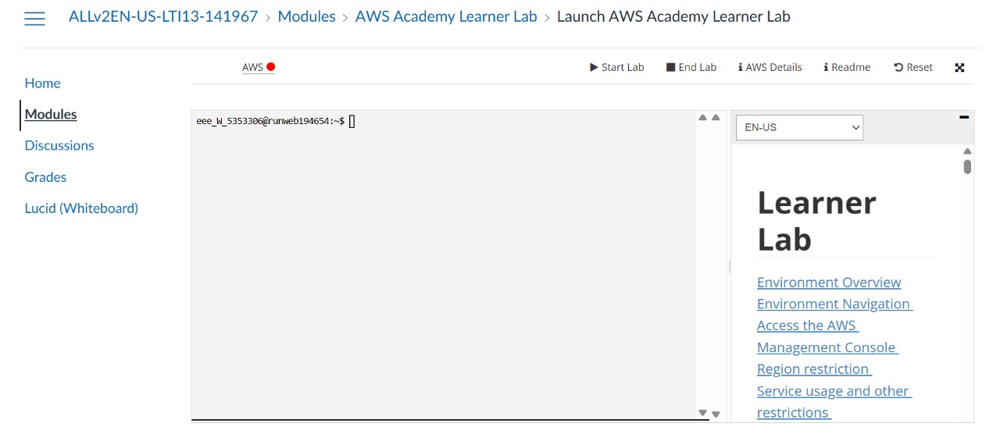 ALLv2EN-US-LTI13-141967 > Modules > AWS Academy Learner Lab > Launch AWS Academy Learner Lab
AWS Start Lab End Lab AWS Details Readme Reset
Home
Modules
Discussions
Grades
Lucid (Whiteboard)
eee_W_5353306@runweb194654:~$
EN-US
Learner
Lab
Environment Overview
Environment Navigation
Access the AWS
Management Console
Region restriction
Service usage and other
restrictions